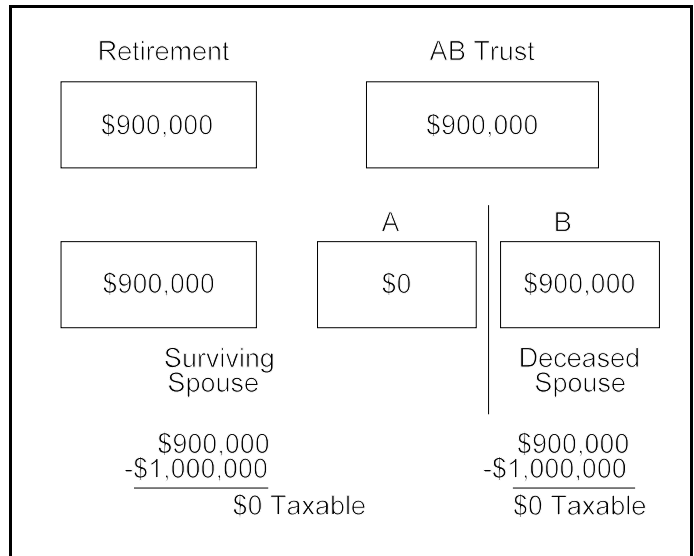 Retirement AB Trust
$900,000 $900,000
A B
$900,000 $0 $900,000
Surviving Deceased
Spouse Spouse
$900,000 $900,000
-$1,000,000 -$1,000,000
$0 Taxable $0 Taxable